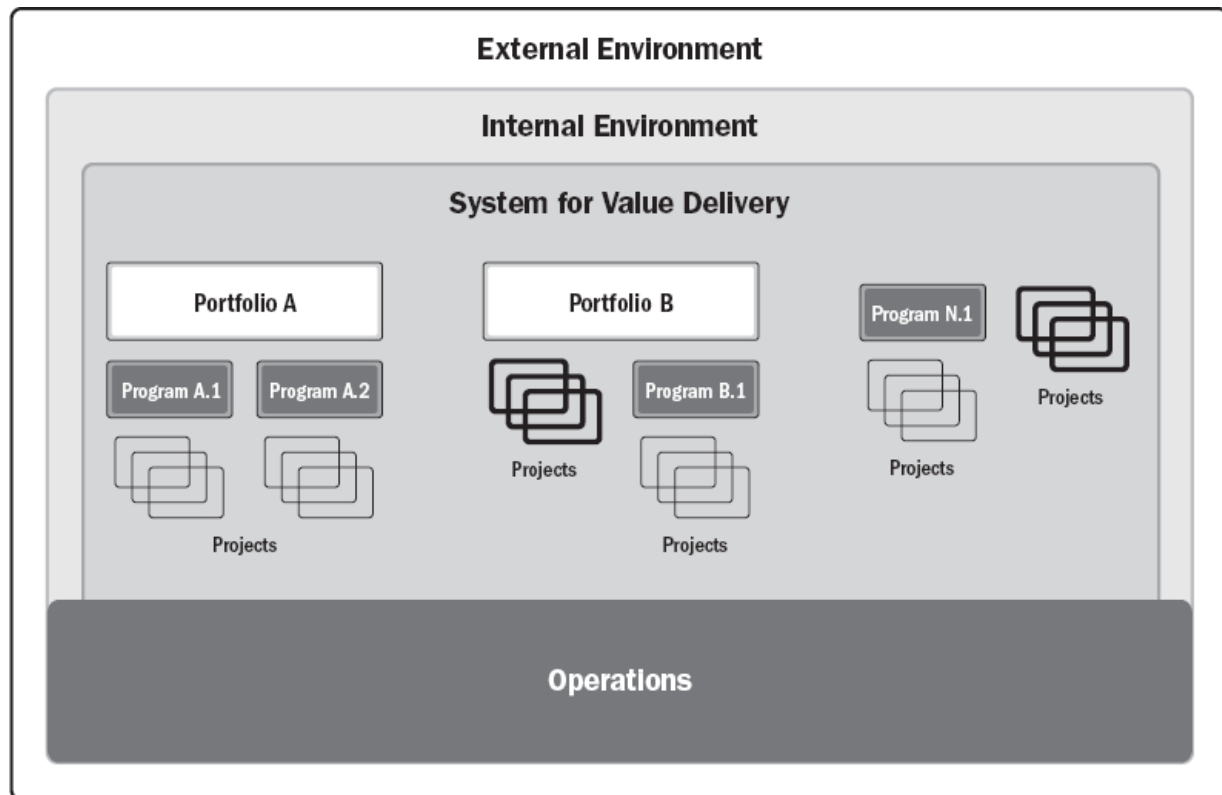 External Environment
Internal Environment
System for Value Delivery
Portfolio A
Portfolio B
Program N.1
Program A.1
Program A.2
Program B.1
Projects
Projects
Projects
Projects
Projects
Operations